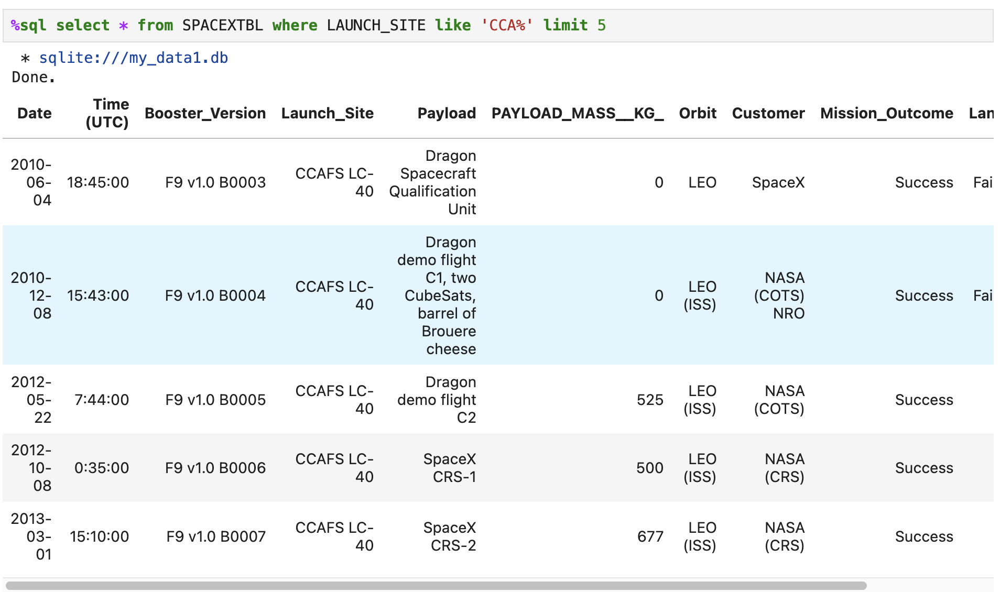 %sql select * from SPACEXTBL where LAUNCH_SITE like 'CCA%' limit 5
* sqlite:///my_data1.db
Done.
Date Time (UTC) Booster_Version Launch_Site Payload PAYLOAD_MASS__KG_ Orbit Customer Mission_Outcome Lan
2010-06-04 18:45:00 F9 v1.0 B0003 CCAFS LC-40 Dragon Spacecraft Qualification Unit 0 LEO SpaceX Success Fai
2010-12-08 15:43:00 F9 v1.0 B0004 CCAFS LC-40 Dragon demo flight C1, two CubeSats, barrel of Brouere cheese 0 LEO (ISS) NASA (COTS) NRO Success Fai
2012-05-22 7:44:00 F9 v1.0 B0005 CCAFS LC-40 Dragon demo flight C2 525 LEO (ISS) NASA (COTS) Success
2012-10-08 0:35:00 F9 v1.0 B0006 CCAFS LC-40 SpaceX CRS-1 500 LEO (ISS) NASA (CRS) Success
2013-03-01 15:10:00 F9 v1.0 B0007 CCAFS LC-40 SpaceX CRS-2 677 LEO (ISS) NASA (CRS) Success